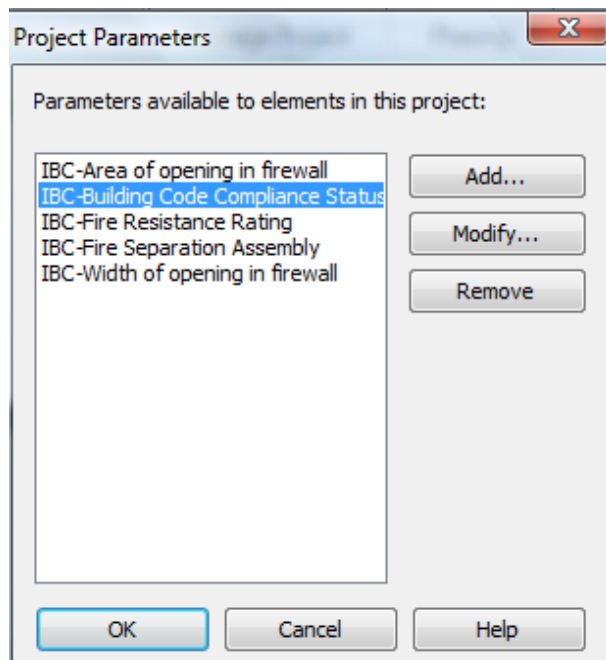 Project Parameters
Parameters available to elements in this project:
IBC-Area of opening in firewall
IBC-Building Code Compliance Status
IBC-Fire Resistance Rating
IBC-Fire Separation Assembly
IBC-Width of opening in firewall
Add...
Modify...
Remove
OK
Cancel
Help